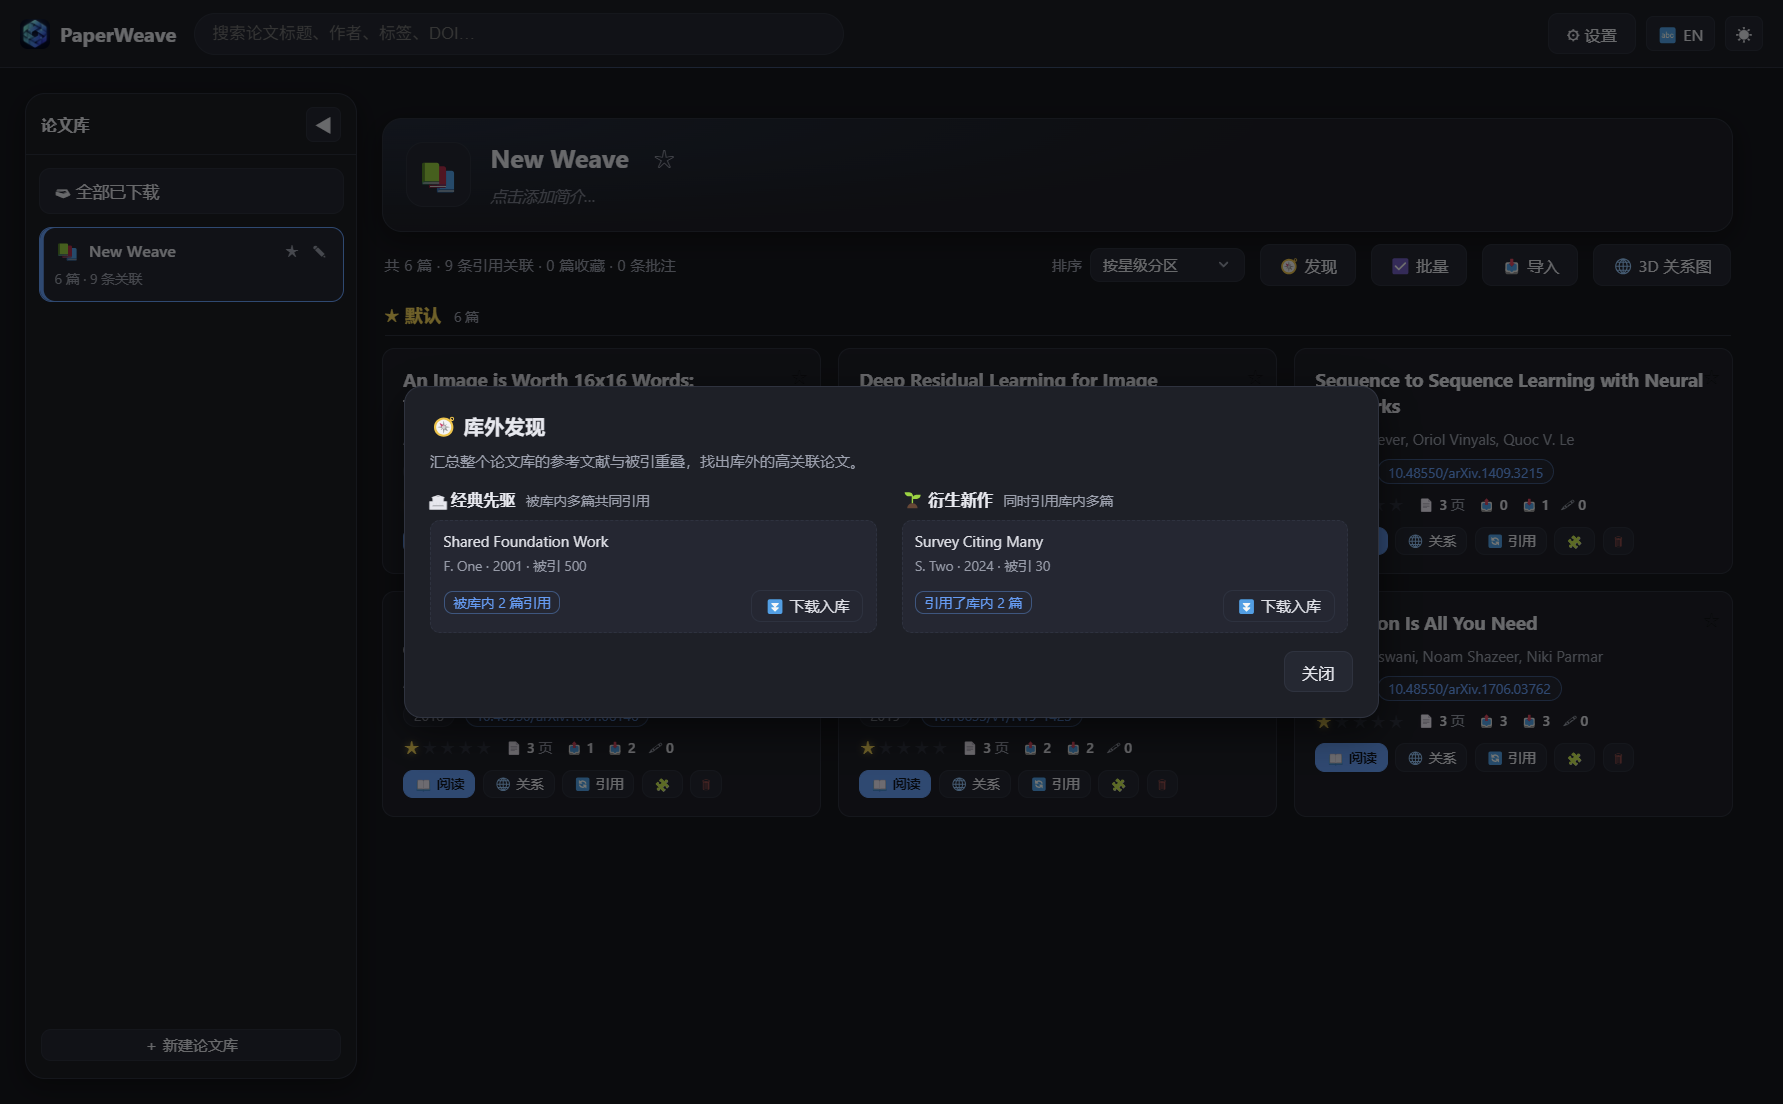 PaperWeave
搜索论文标题、作者、标签、DOI...
设置
EN
论文库
全部已下载
New Weave
6 篇 · 9 条关联
+ 新建论文库
New Weave
点击添加简介...
共 6 篇 · 9 条引用关联 · 0 篇收藏 · 0 条批注
排序
按星级分区
发现
批量
导入
3D 关系图
默认 6 篇
An Image is Worth 16x16 Words:
Deep Residual Learning for Image
Sequence to Sequence Learning with Neural
rks
ever, Oriol Vinyals, Quoc V. Le
10.48550/arXiv.1409.3215
3 页 0 1 0
关系 引用
库外发现
汇总整个论文库的参考文献与被引重叠，找出库外的高关联论文。
经典先驱 被库内多篇共同引用
Shared Foundation Work
F. One · 2001 · 被引 500
被库内 2 篇引用
下载入库
衍生新作 同时引用库内多篇
Survey Citing Many
S. Two · 2024 · 被引 30
引用了库内 2 篇
下载入库
关闭
3 页 1 2 0
阅读 关系 引用
3 页 2 2 0
阅读 关系 引用
on Is All You Need
swani, Noam Shazeer, Niki Parmar
10.48550/arXiv.1706.03762
3 页 3 3 0
阅读 关系 引用